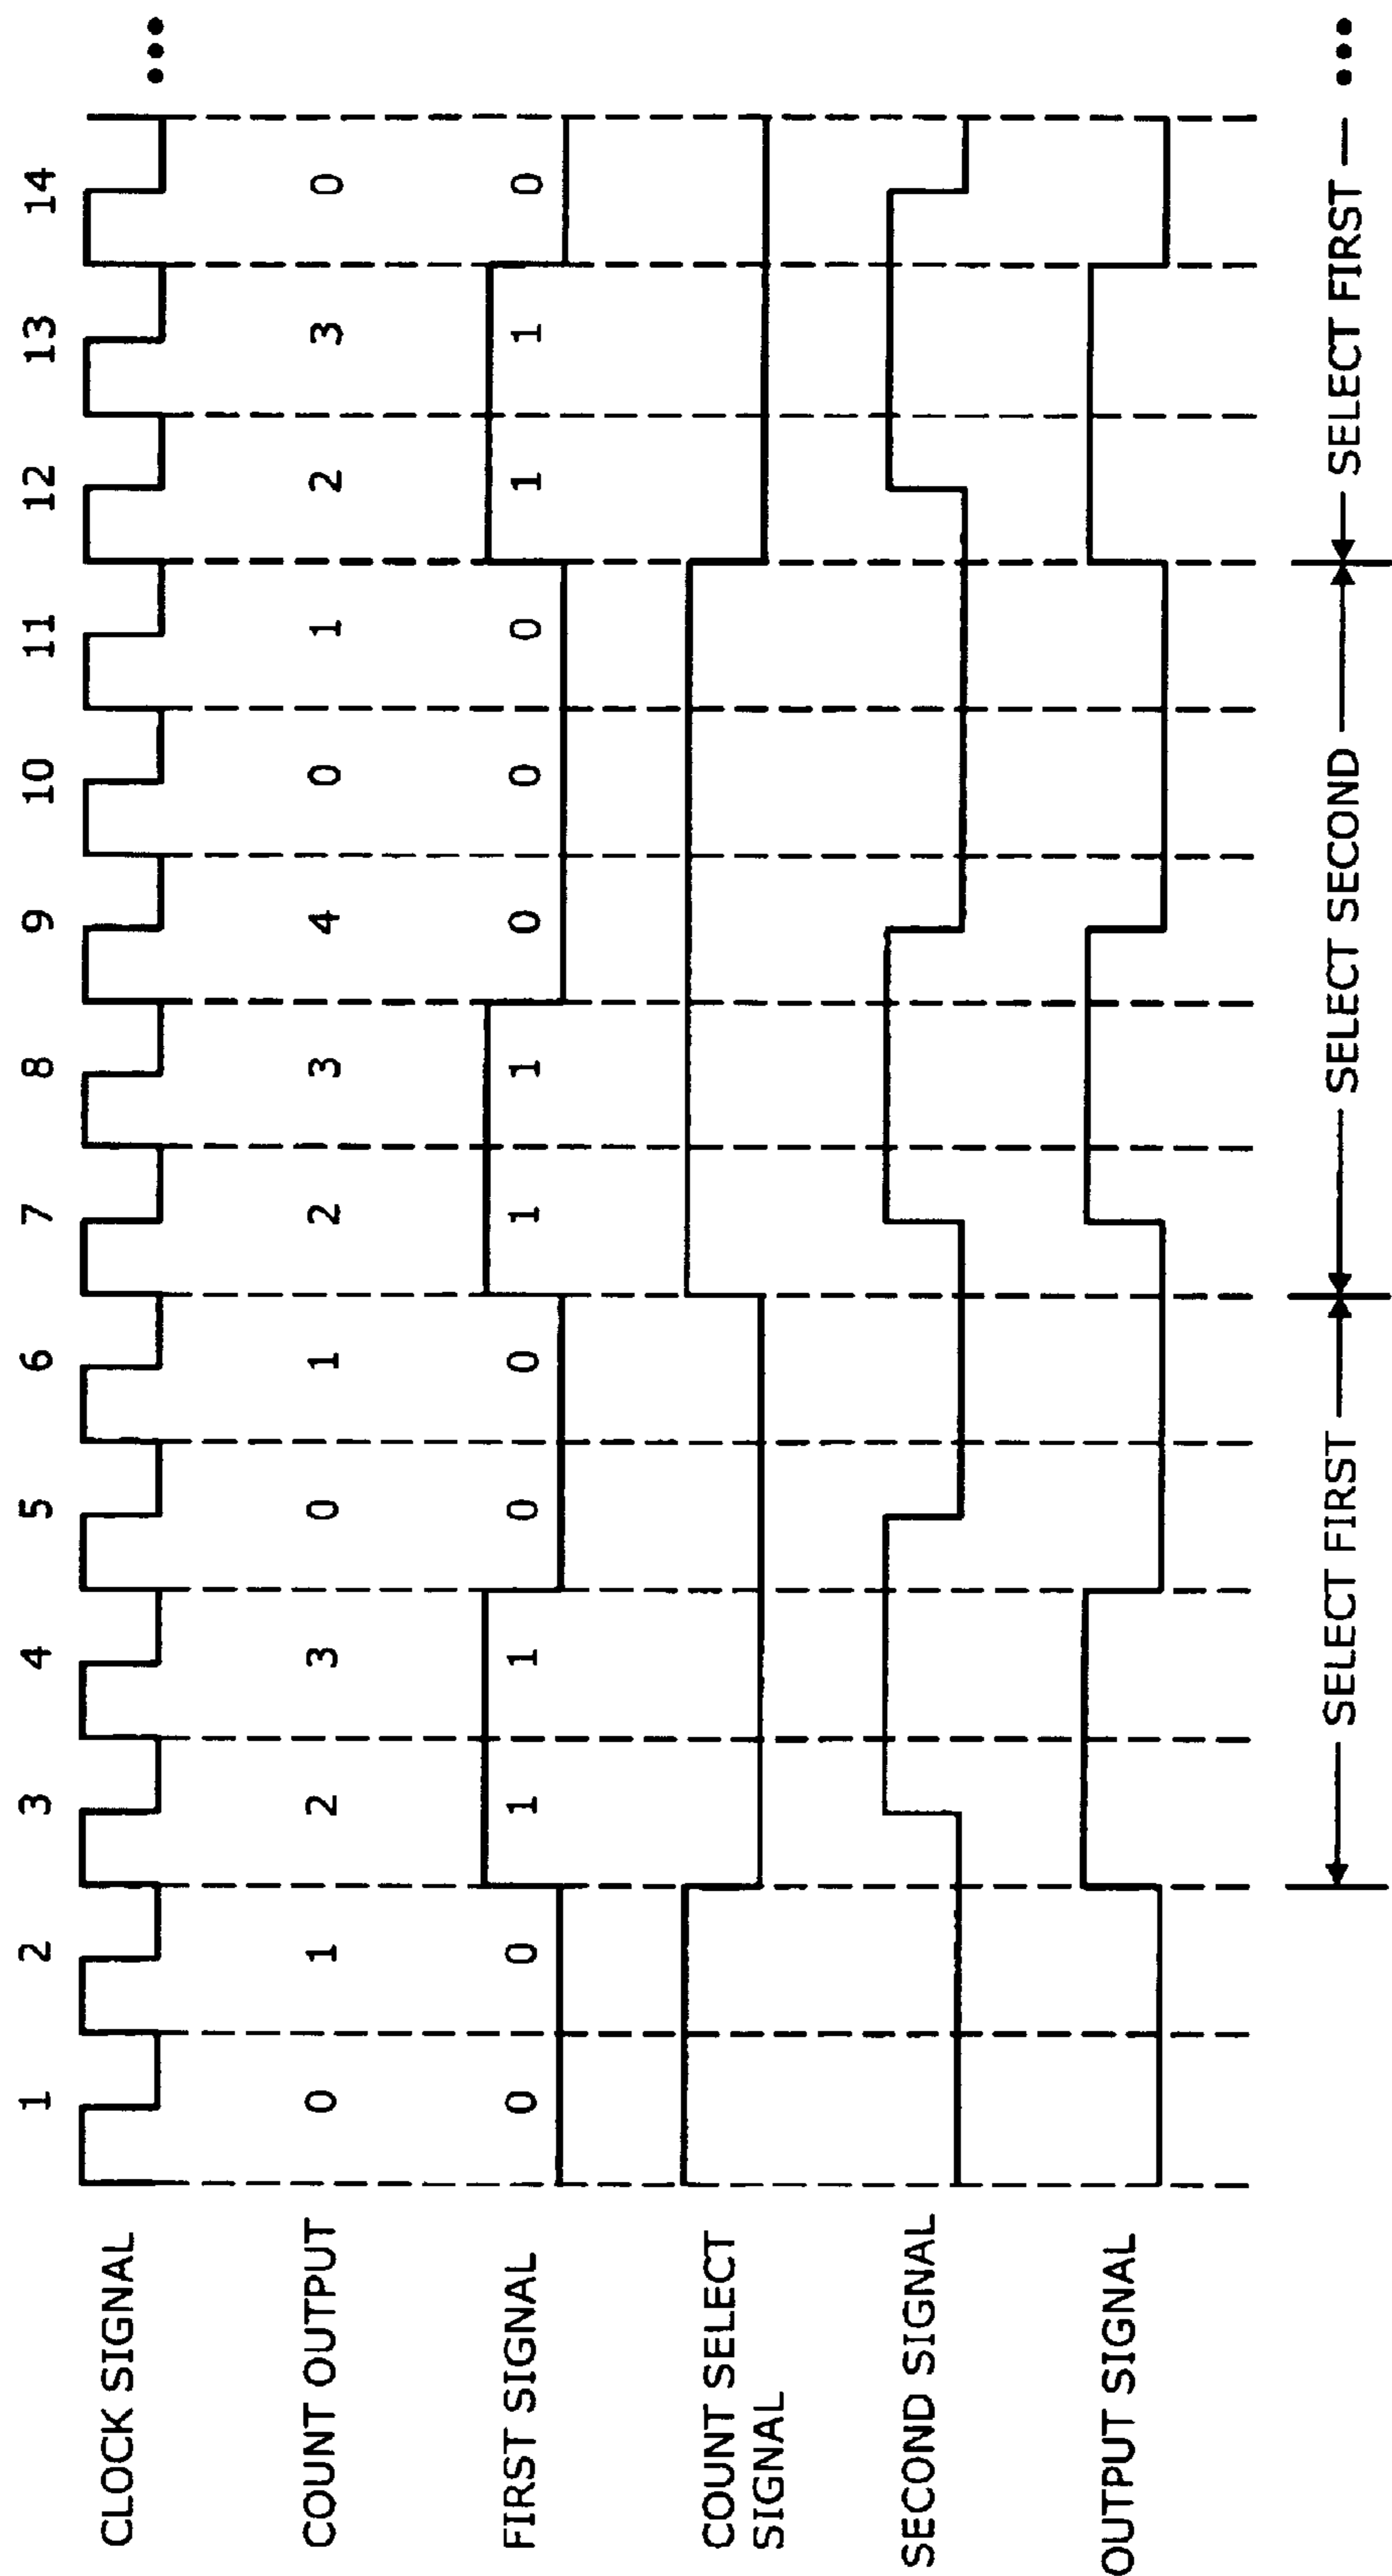 1 2 3 4 5 6 7 8 9 10 11 12 13 14
CLOCK SIGNAL •••
COUNT OUTPUT 0 1 2 3 0 1 2 3 4 0 1 2 3 0
FIRST SIGNAL 0 0 1 1 0 0 1 1 0 0 0 1 1 0
COUNT SELECT
SIGNAL
SECOND SIGNAL
OUTPUT SIGNAL
SELECT FIRST SELECT SECOND SELECT FIRST •••